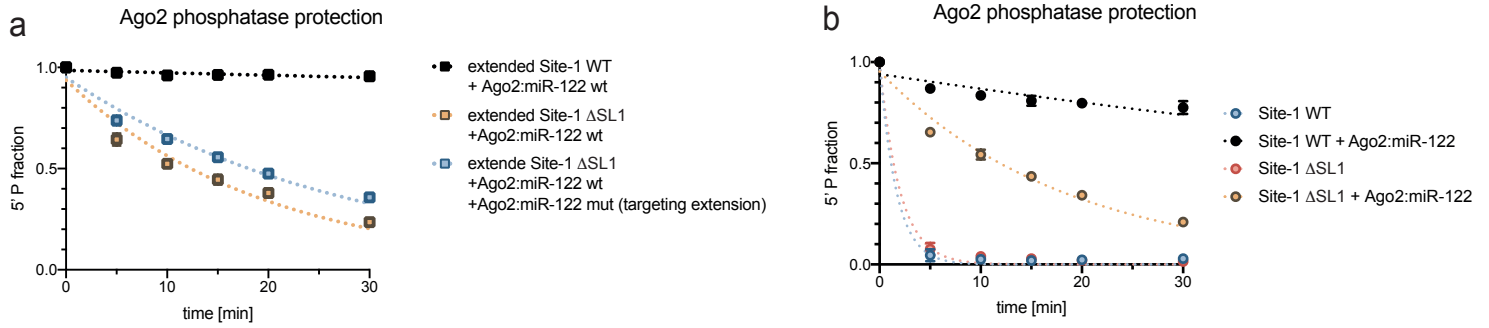 a
Ago2 phosphatase protection
1.0
0.5
0.0
5' P fraction
0
10
20
30
time [min]
extended Site-1 WT
+ Ago2:miR-122 wt
extended Site-1 ΔSL1
+Ago2:miR-122 wt
extende Site-1 ΔSL1
+Ago2:miR-122 wt
+Ago2:miR-122 mut (targeting extension)
b
Ago2 phosphatase protection
1.0
0.5
0.0
5' P fraction
0
10
20
30
time [min]
Site-1 WT
Site-1 WT + Ago2:miR-122
Site-1 ΔSL1
Site-1 ΔSL1 + Ago2:miR-122